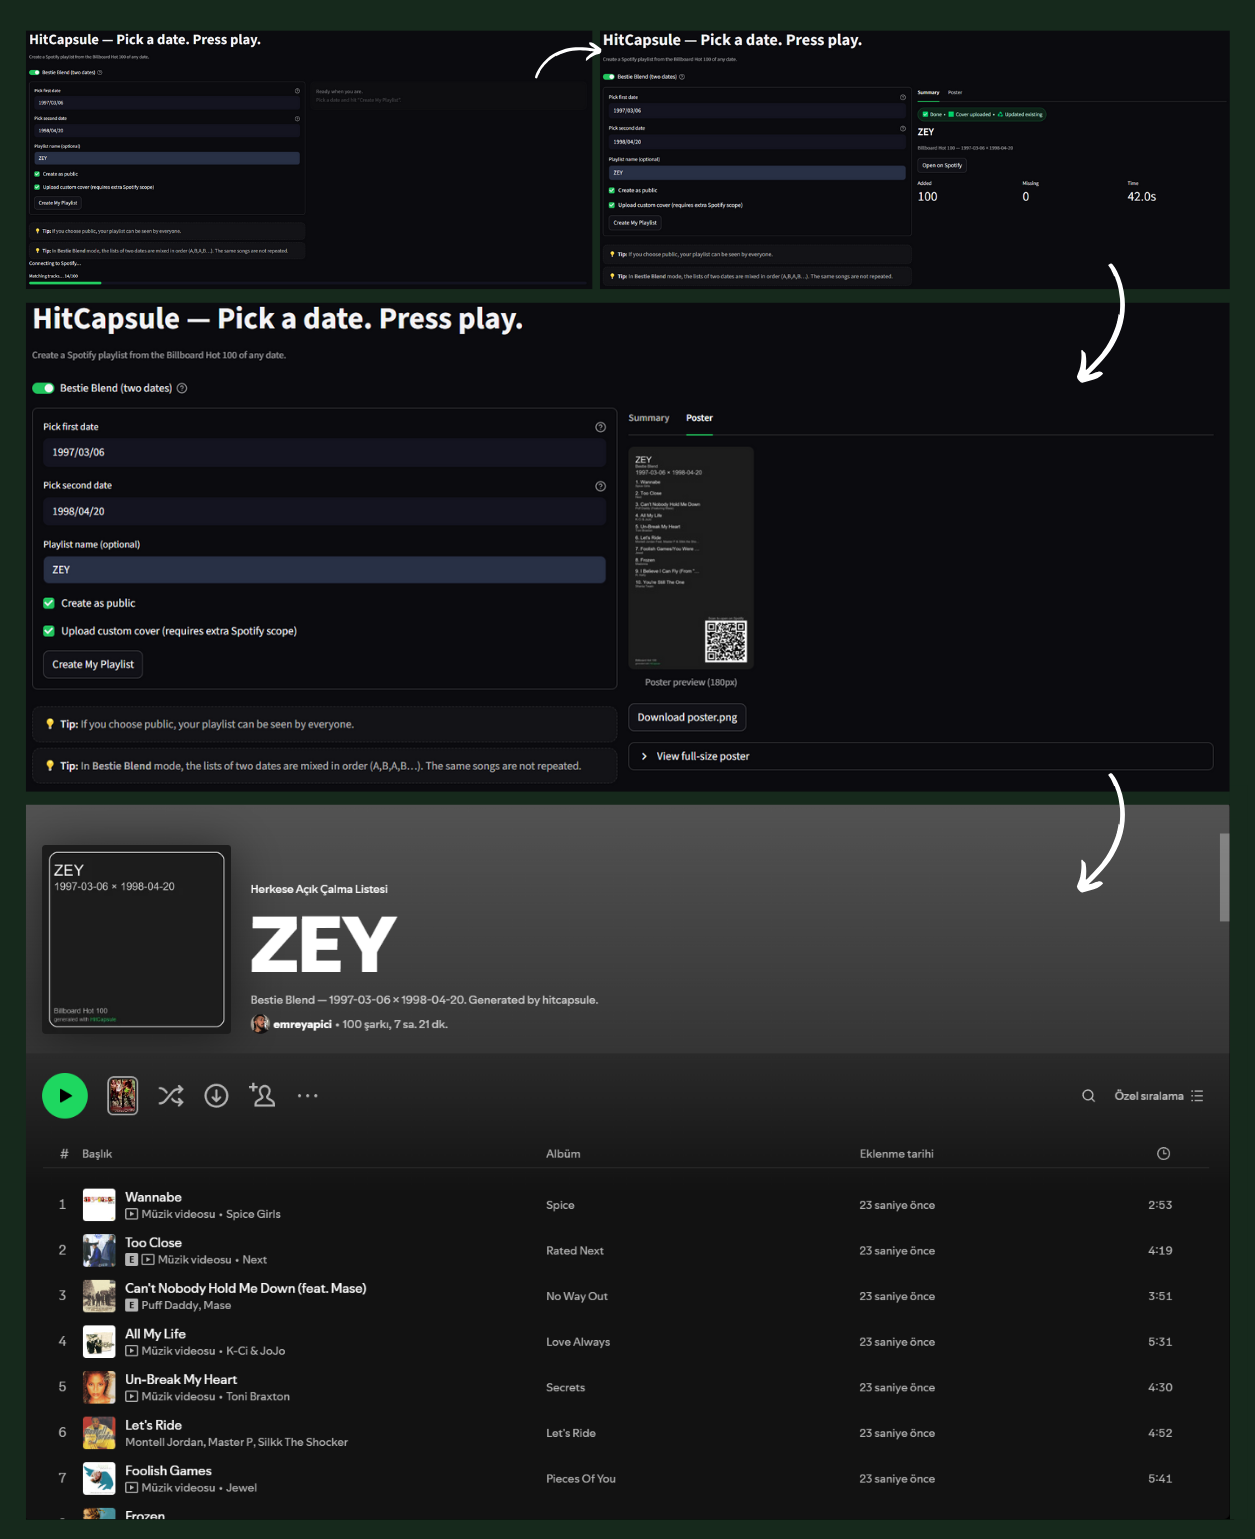 HitCapsule — Pick a date. Press play.
Create a Spotify playlist from the Billboard Hot 100 of any date.
Bestie Blend (two dates)
Pick first date
1997/03/06
Pick second date
1998/04/20
Playlist name (optional)
ZEY
Create as public
Upload custom cover (requires extra Spotify scope)
Create My Playlist
Tip: If you choose public, your playlist can be seen by everyone.
Tip: In Bestie Blend mode, the lists of two dates are mixed in order (A,B,A,B…). The same songs are not repeated.
Connecting to Spotify...
Matching tracks... 14/100
Ready when you are.
Pick a date and hit "Create My Playlist".
HitCapsule — Pick a date. Press play.
Create a Spotify playlist from the Billboard Hot 100 of any date.
Bestie Blend (two dates)
Pick first date
1997/03/06
Pick second date
1998/04/20
Playlist name (optional)
ZEY
Create as public
Upload custom cover (requires extra Spotify scope)
Create My Playlist
Tip: If you choose public, your playlist can be seen by everyone.
Tip: In Bestie Blend mode, the lists of two dates are mixed in order (A,B,A,B…). The same songs are not repeated.
Summary Poster
Done • Cover uploaded • Updated existing
ZEY
Billboard Hot 100 — 1997-03-06 × 1998-04-20
Open on Spotify
Added Missing Time
100 0 42.0s
HitCapsule — Pick a date. Press play.
Create a Spotify playlist from the Billboard Hot 100 of any date.
Bestie Blend (two dates)
Pick first date
1997/03/06
Pick second date
1998/04/20
Playlist name (optional)
ZEY
Create as public
Upload custom cover (requires extra Spotify scope)
Create My Playlist
Tip: If you choose public, your playlist can be seen by everyone.
Tip: In Bestie Blend mode, the lists of two dates are mixed in order (A,B,A,B…). The same songs are not repeated.
Summary Poster
ZEY
Bestie Blend
1997-03-06 × 1998-04-20
1. Wannabe
2. Too Close
3. Can't Nobody Hold Me Down
4. All My Life
5. Un-Break My Heart
6. Let's Ride
7. Foolish Games/You Were ...
8. Frozen
9. I Believe I Can Fly (From "...
10. You're Still The One
Poster preview (180px)
Download poster.png
View full-size poster
ZEY
1997-03-06 × 1998-04-20
Billboard Hot 100
generated with HitCapsule
Herkese Açık Çalma Listesi
ZEY
Bestie Blend — 1997-03-06 × 1998-04-20. Generated by hitcapsule.
emreyapici • 100 şarkı, 7 sa. 21 dk.
Özel sıralama
# Başlık Albüm Eklenme tarihi
1 Wannabe Spice 23 saniye önce 2:53
Müzik videosu • Spice Girls
2 Too Close Rated Next 23 saniye önce 4:19
E Müzik videosu • Next
3 Can't Nobody Hold Me Down (feat. Mase) No Way Out 23 saniye önce 3:51
E Puff Daddy, Mase
4 All My Life Love Always 23 saniye önce 5:31
Müzik videosu • K-Ci & JoJo
5 Un-Break My Heart Secrets 23 saniye önce 4:30
Müzik videosu • Toni Braxton
6 Let's Ride Let's Ride 23 saniye önce 4:52
Montell Jordan, Master P, Silkk The Shocker
7 Foolish Games Pieces Of You 23 saniye önce 5:41
Müzik videosu • Jewel
Frozen